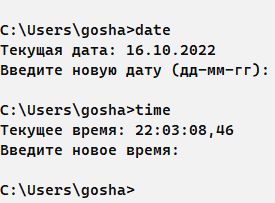 C:\Users\gosha>date
Текущая дата: 16.10.2022
Введите новую дату (дд-мм-гг):
C:\Users\gosha>time
Текущее время: 22:03:08,46
Введите новое время:
C:\Users\gosha>